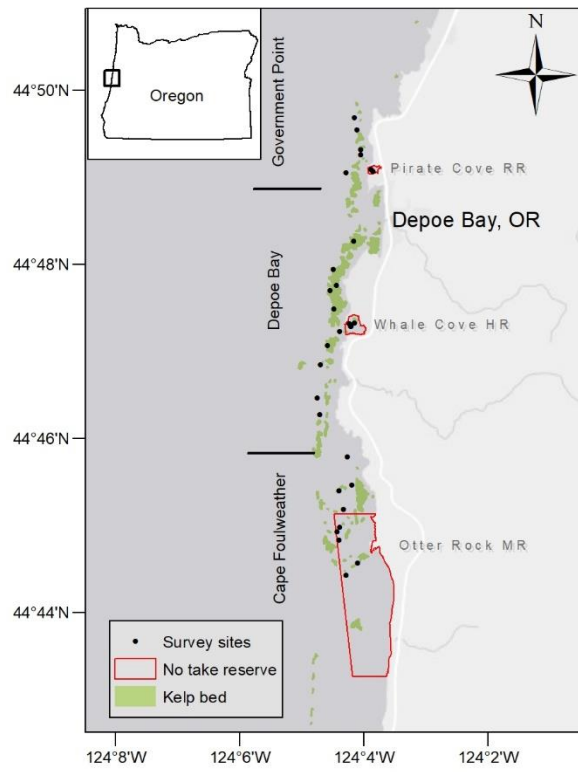 Oregon
N
44°50'N
44°48'N
44°46'N
44°44'N
Government Point
Depoe Bay
Cape Foulweather
Pirate Cove RR
Depoe Bay, OR
Whale Cove HR
Otter Rock MR
Survey sites
No take reserve
Kelp bed
124°8'W
124°6'W
124°4'W
124°2'W